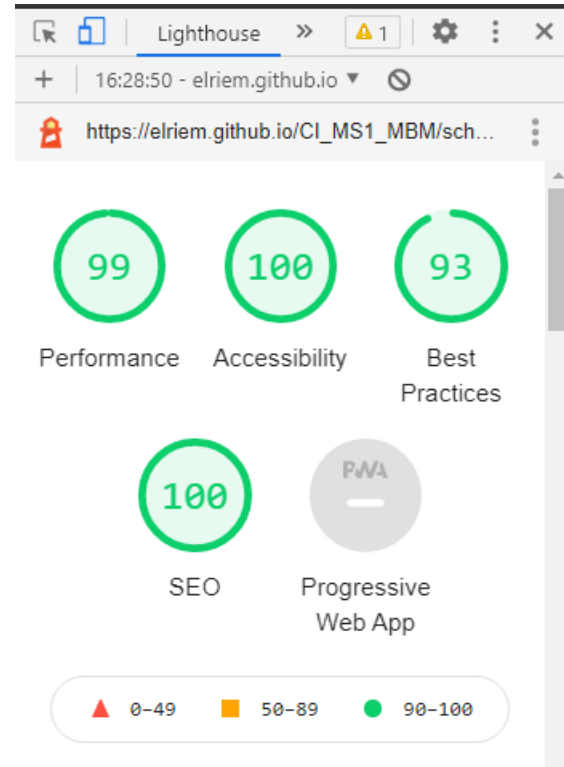 Lighthouse » 1
+ 16:28:50 - elriem.github.io
https://elriem.github.io/CI_MS1_MBM/sch...
99 100 93
Performance Accessibility Best
Practices
100 PWA
SEO Progressive
Web App
0–49 50–89 90–100